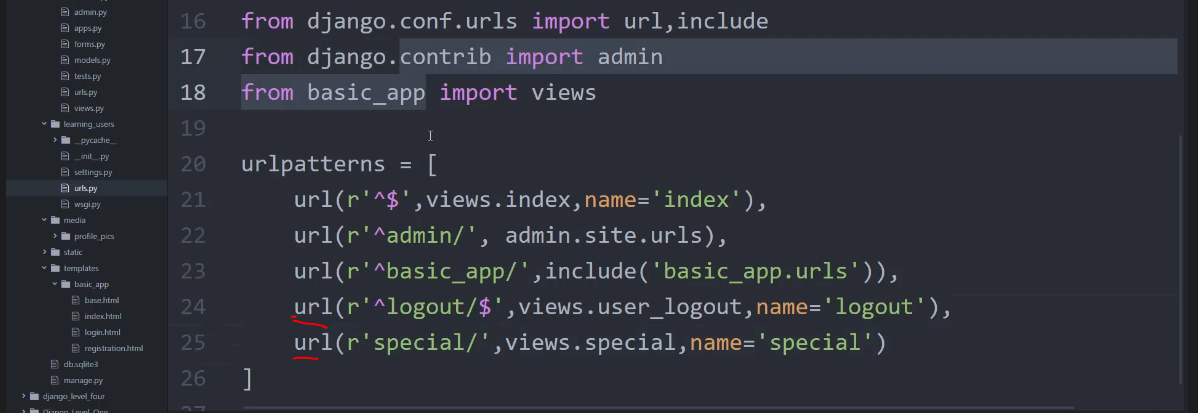 admin.py
apps.py
forms.py
models.py
tests.py
urls.py
views.py
learning_users
__pycache__
__init__.py
settings.py
urls.py
wsgi.py
media
profile_pics
static
templates
basic_app
base.html
index.html
login.html
registration.html
db.sqlite3
manage.py
django_level_four
16 from django.conf.urls import url,include
17 from django.contrib import admin
18 from basic_app import views
19
20 urlpatterns = [
21 url(r'^$',views.index,name='index'),
22 url(r'^admin/', admin.site.urls),
23 url(r'^basic_app/',include('basic_app.urls')),
24 url(r'^logout/$',views.user_logout,name='logout'),
25 url(r'special/',views.special,name='special')
26 ]